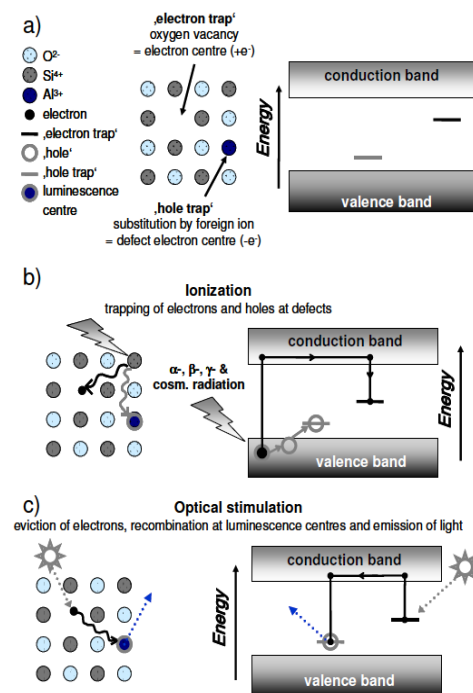 a)
O²⁻
Si⁴⁺
Al³⁺
electron
‚electron trap‘
‚hole‘
‚hole trap‘
luminescence
centre
‚electron trap‘
oxygen vacancy
= electron centre (+e⁻)
‚hole trap‘
substitution by foreign ion
= defect electron centre (-e⁻)
Energy
conduction band
valence band
b)
Ionization
trapping of electrons and holes at defects
α-, β-, γ- &
cosm. radiation
conduction band
valence band
Energy
c)
Optical stimulation
eviction of electrons, recombination at luminescence centres and emission of light
Energy
conduction band
valence band